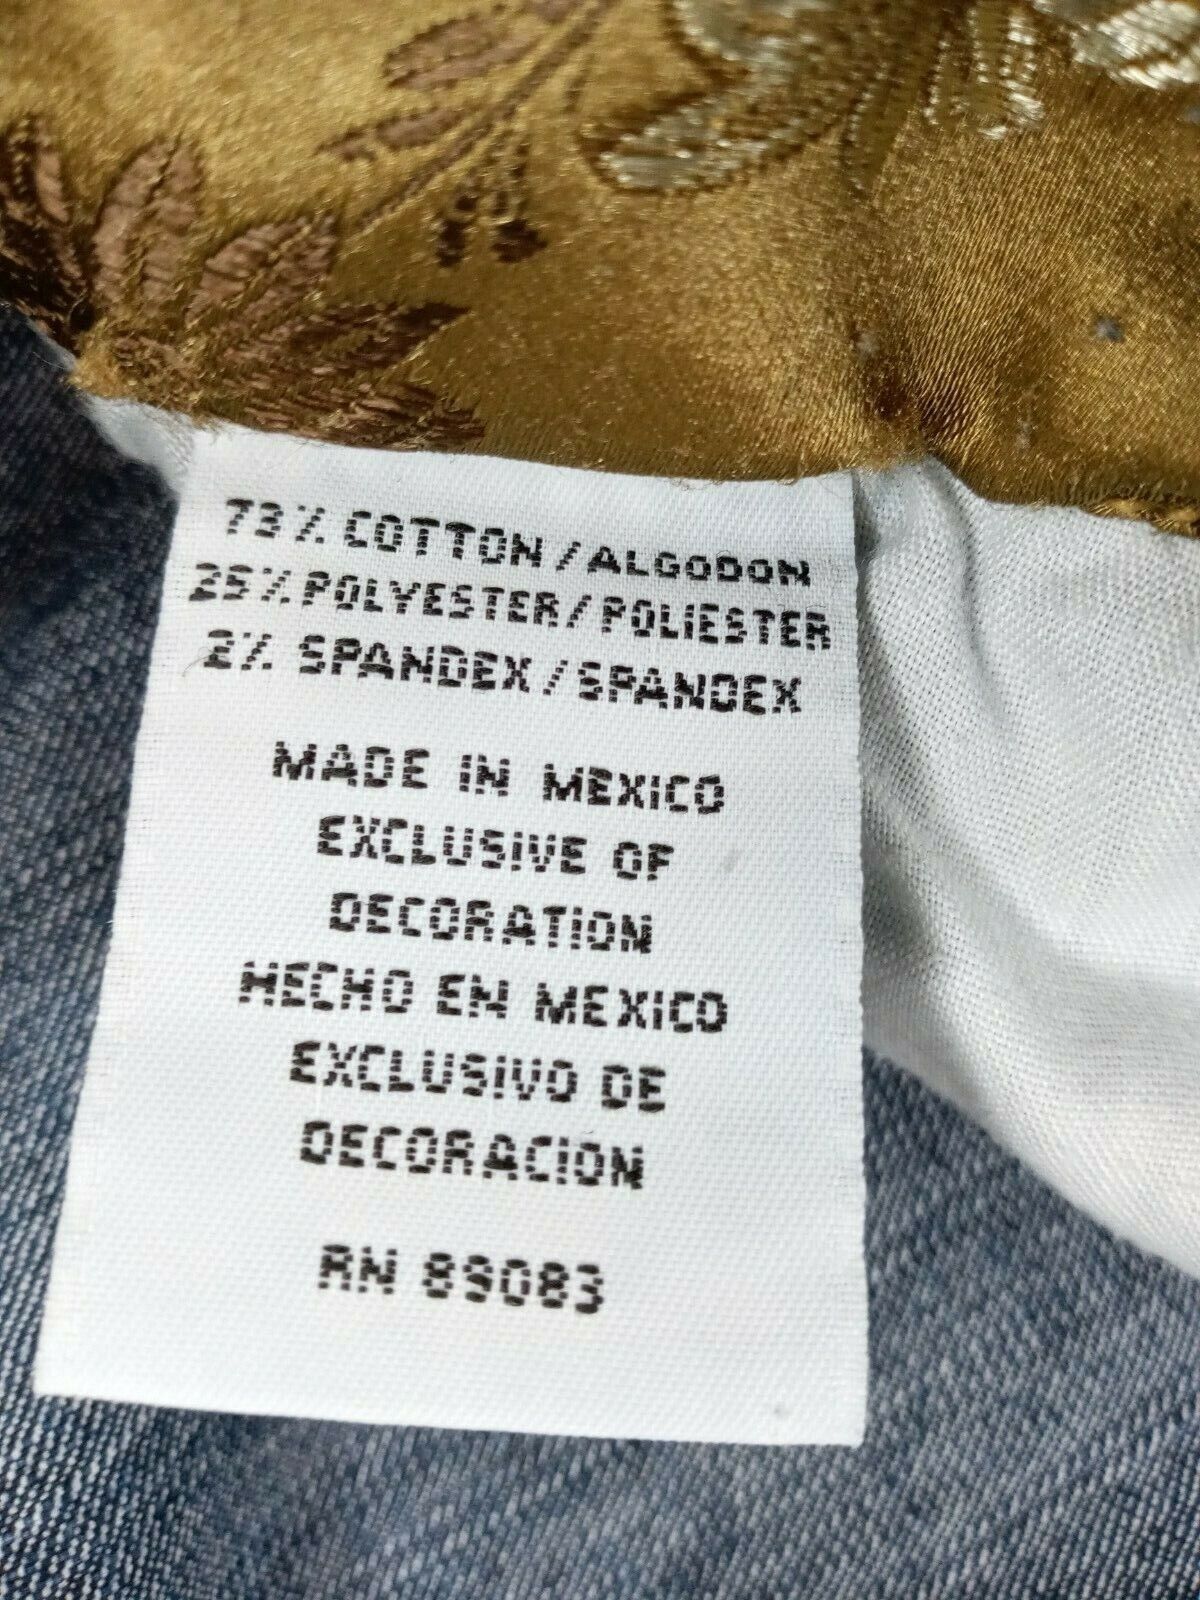 73% COTTON/ALGODON
25% POLYESTER/POLIESTER
2% SPANDEX/SPANDEX
MADE IN MEXICO
EXCLUSIVE OF
DECORATION
HECHO EN MEXICO
EXCLUSIVO DE
DECORACION
RN 89083